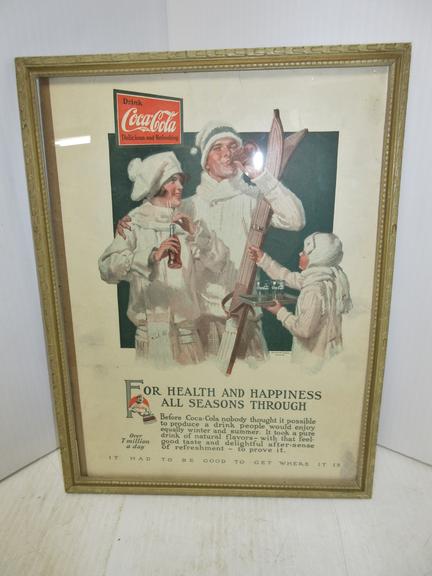 Drink
Coca-Cola
Delicious and Refreshing
FOR HEALTH AND HAPPINESS
ALL SEASONS THROUGH
Before Coca-Cola nobody thought it possible
to produce a drink people would enjoy
equally winter and summer. It took a pure
drink of natural flavors - with that feel-
good taste and delightful after-sense
of refreshment - to prove it.
Over
7 million
a day
IT HAD TO BE GOOD TO GET WHERE IT IS